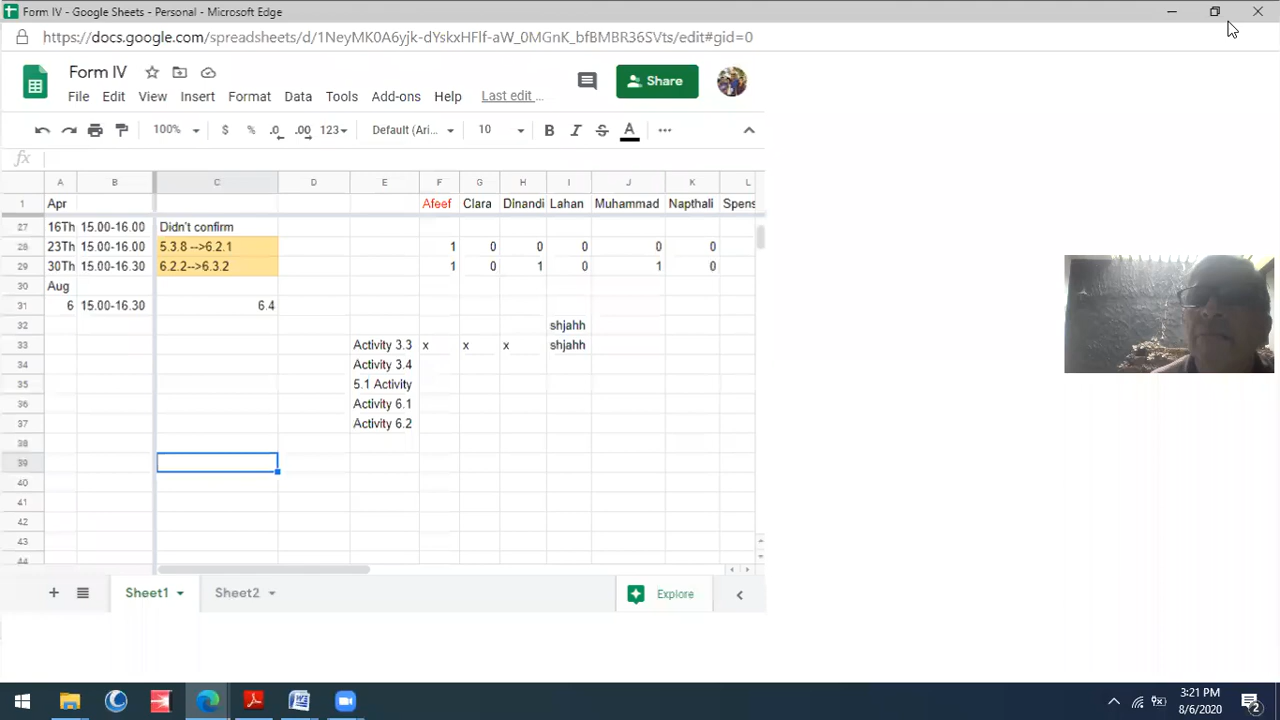 Form IV - Google Sheets - Personal - Microsoft Edge
https://docs.google.com/spreadsheets/d/1NeyMK0A6yjk-dYskxHFlf-aW_0MGnK_bfBMBR36SVts/edit#gid=0
Form IV
Share
File Edit View Insert Format Data Tools Add-ons Help Last edit ...
100% $ % .0 .00 123 Default (Ari... 10 B I S A ...
fx
A B C D E F G H I J K L
1 Apr Afeef Clara Dinandi Lahan Muhammad Napthali Spens
27 16Th 15.00-16.00 Didn't confirm
28 23Th 15.00-16.00 5.3.8 -->6.2.1 1 0 0 0 0 0
29 30Th 15.00-16.30 6.2.2-->6.3.2 1 0 1 0 1 0
30 Aug
31 6 15.00-16.30 6.4
32 shjahh
33 Activity 3.3 x x x shjahh
34 Activity 3.4
35 5.1 Activity
36 Activity 6.1
37 Activity 6.2
38
39
40
41
42
43
44
Sheet1 Sheet2 Explore
3:21 PM
8/6/2020
2